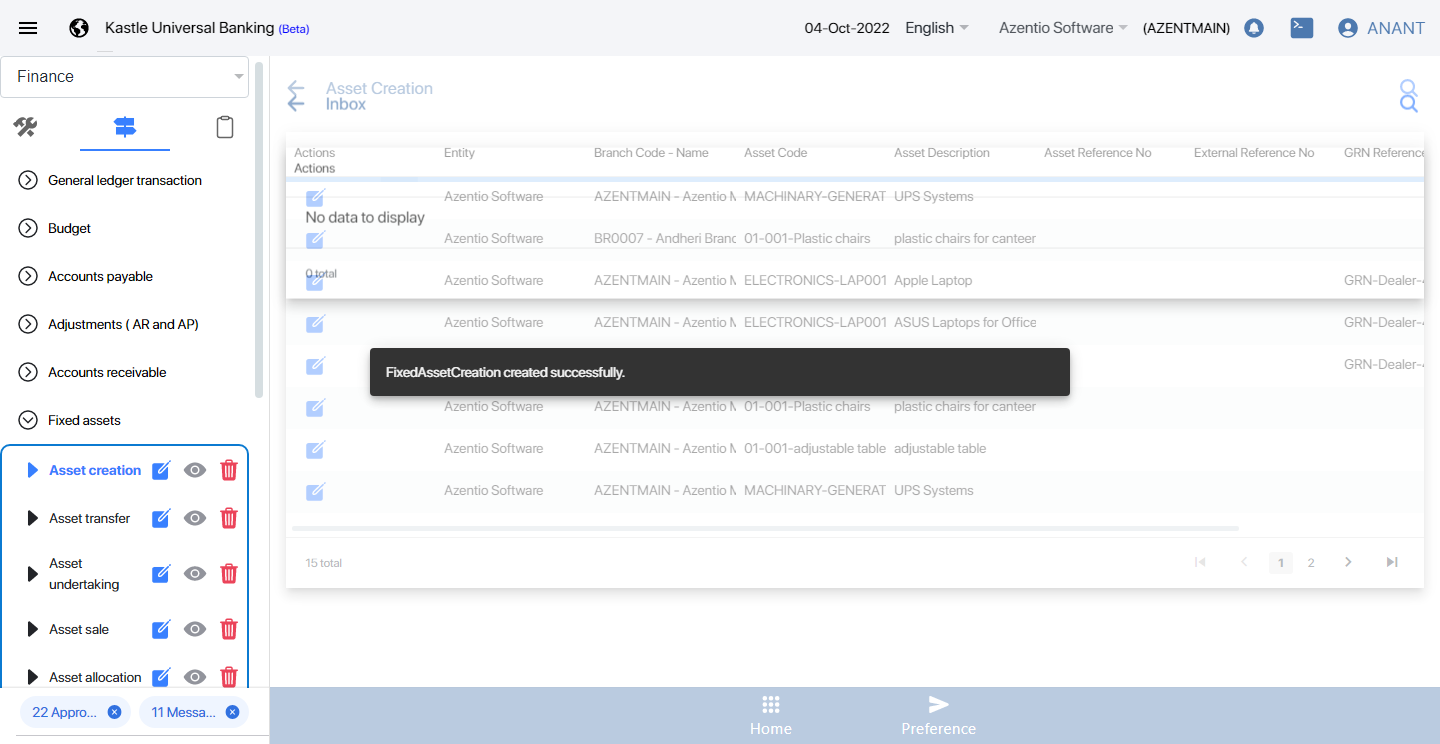 Kastle Universal Banking (Beta)
04-Oct-2022
English
Azentio Software
(AZENTMAIN)
ANANT
Finance
General ledger transaction
Budget
Accounts payable
Adjustments ( AR and AP)
Accounts receivable
Fixed assets
Asset creation
Asset transfer
Asset
undertaking
Asset sale
Asset allocation
22 Appro...
11 Messa...
Asset Creation
Inbox
Actions Entity Branch Code - Name Asset Code Asset Description Asset Reference No External Reference No GRN Reference
Actions
Azentio Software AZENTMAIN - Azentio M MACHINARY-GENERAT UPS Systems
No data to display
Azentio Software BR0007 - Andheri Branc 01-001-Plastic chairs plastic chairs for canteen
0 total
Azentio Software AZENTMAIN - Azentio M ELECTRONICS-LAP001 Apple Laptop GRN-Dealer-
Azentio Software AZENTMAIN - Azentio M ELECTRONICS-LAP001 ASUS Laptops for Office GRN-Dealer-
GRN-Dealer-
FixedAssetCreation created successfully.
Azentio Software AZENTMAIN - Azentio M 01-001-Plastic chairs plastic chairs for canteen
Azentio Software AZENTMAIN - Azentio M 01-001-adjustable table adjustable table
Azentio Software AZENTMAIN - Azentio M MACHINARY-GENERAT UPS Systems
15 total
1 2
Home
Preference